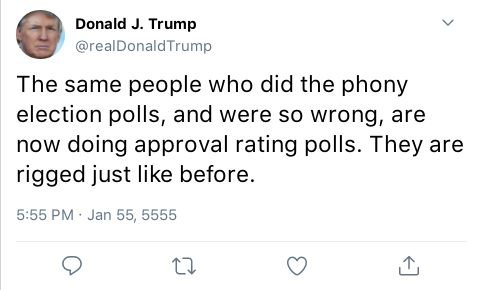 Donald J. Trump
@realDonaldTrump
The same people who did the phony
election polls, and were so wrong, are
now doing approval rating polls. They are
rigged just like before.
5:55 PM · Jan 55, 5555